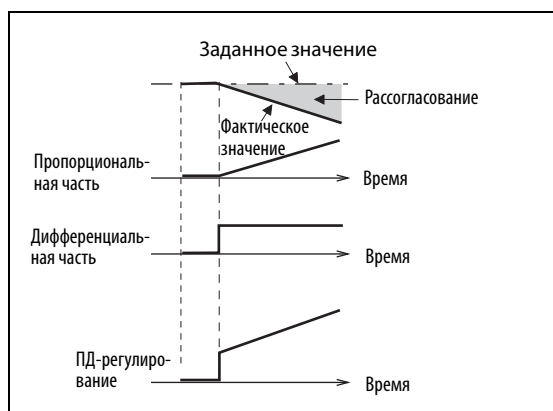 Заданное значение
Рассогласование
Фактическое
значение
Пропорциональ-
ная часть
Время
Дифференциаль-
ная часть
Время
ПД-регулиро-
вание
Время